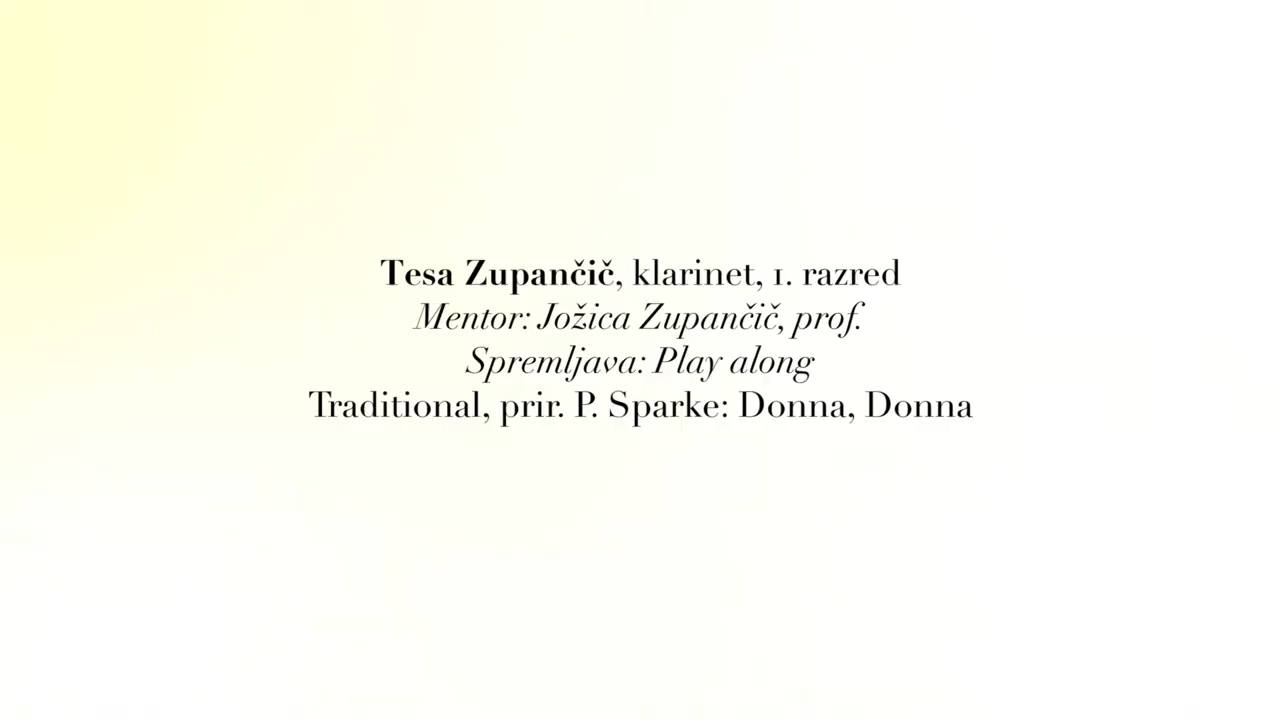 Tesa Zupančič, klarinet, 1. razred
Mentor: Jožica Zupančič, prof.
Spremljava: Play along
Traditional, prir. P. Sparke: Donna, Donna